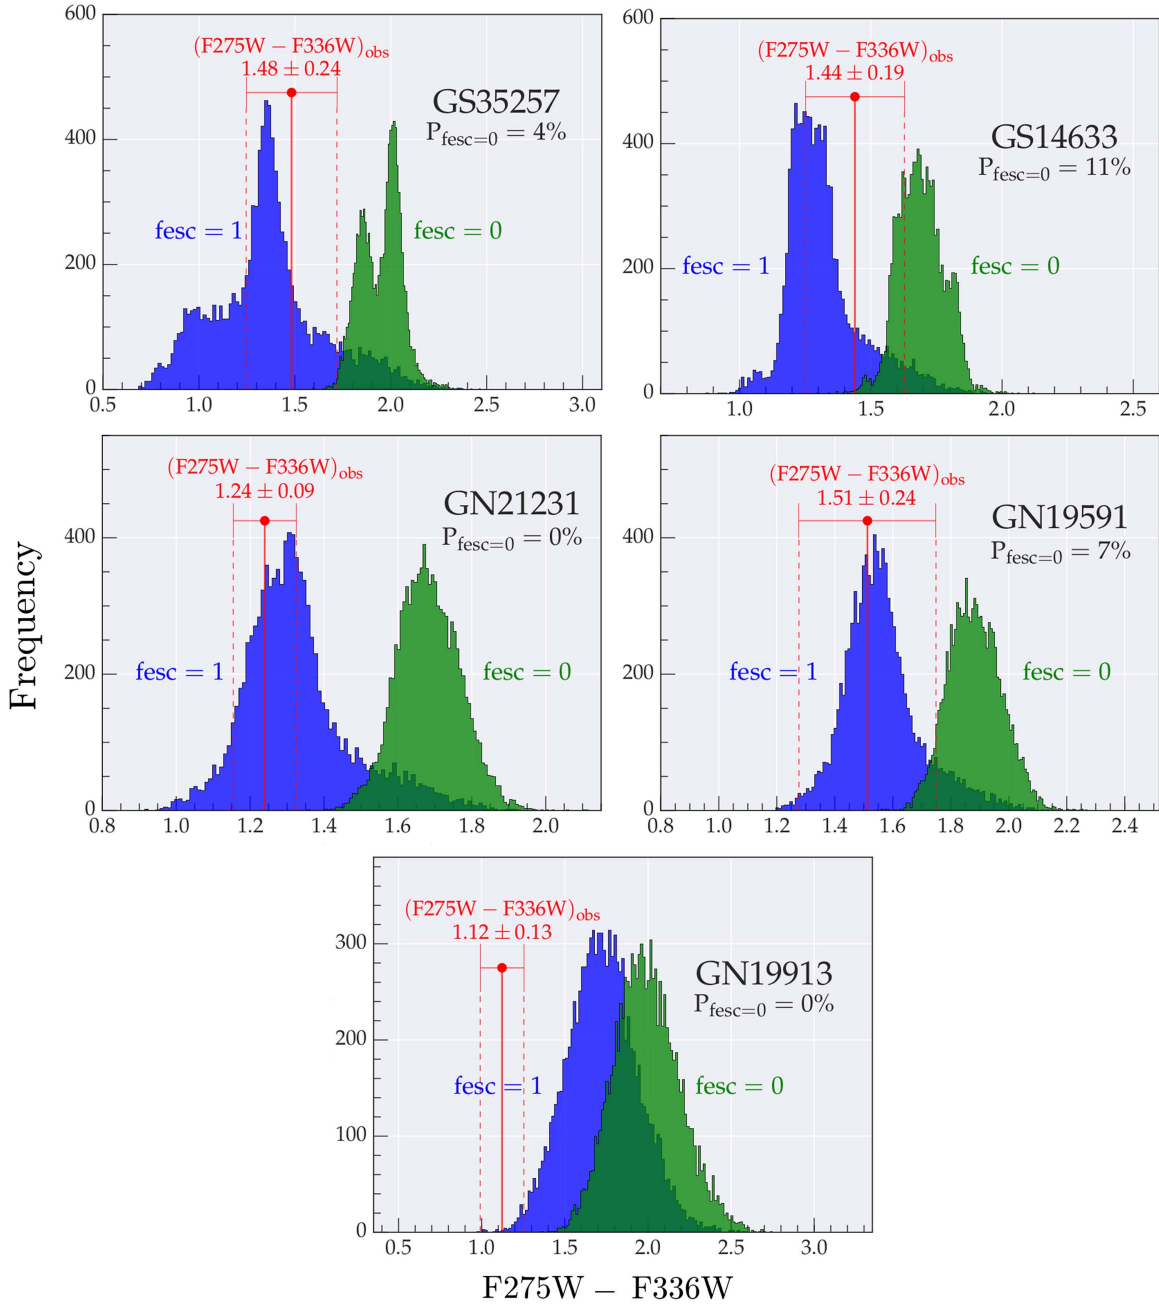 600
400
200
0
(F275W − F336W)obs
1.48 ± 0.24
GS35257
Pfesc=0 = 4%
fesc = 1
fesc = 0
0.5 1.0 1.5 2.0 2.5 3.0
600
400
200
0
(F275W − F336W)obs
1.44 ± 0.19
GS14633
Pfesc=0 = 11%
fesc = 1
fesc = 0
1.0 1.5 2.0 2.5
Frequency
400
200
0
(F275W − F336W)obs
1.24 ± 0.09
GN21231
Pfesc=0 = 0%
fesc = 1
fesc = 0
0.8 1.0 1.2 1.4 1.6 1.8 2.0
400
200
0
(F275W − F336W)obs
1.51 ± 0.24
GN19591
Pfesc=0 = 7%
fesc = 1
fesc = 0
0.8 1.0 1.2 1.4 1.6 1.8 2.0 2.2 2.4
300
200
100
0
(F275W − F336W)obs
1.12 ± 0.13
GN19913
Pfesc=0 = 0%
fesc = 1
fesc = 0
0.5 1.0 1.5 2.0 2.5 3.0
F275W − F336W